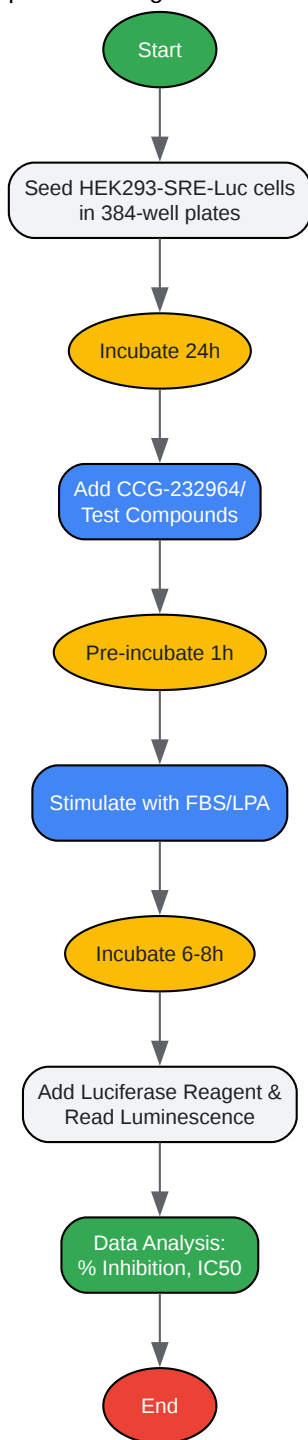 Start
Seed HEK293-SRE-Luc cells
in 384-well plates
Incubate 24h
Add CCG-232964/
Test Compounds
Pre-incubate 1h
Stimulate with FBS/LPA
Incubate 6-8h
Add Luciferase Reagent &
Read Luminescence
Data Analysis:
% Inhibition, IC50
End